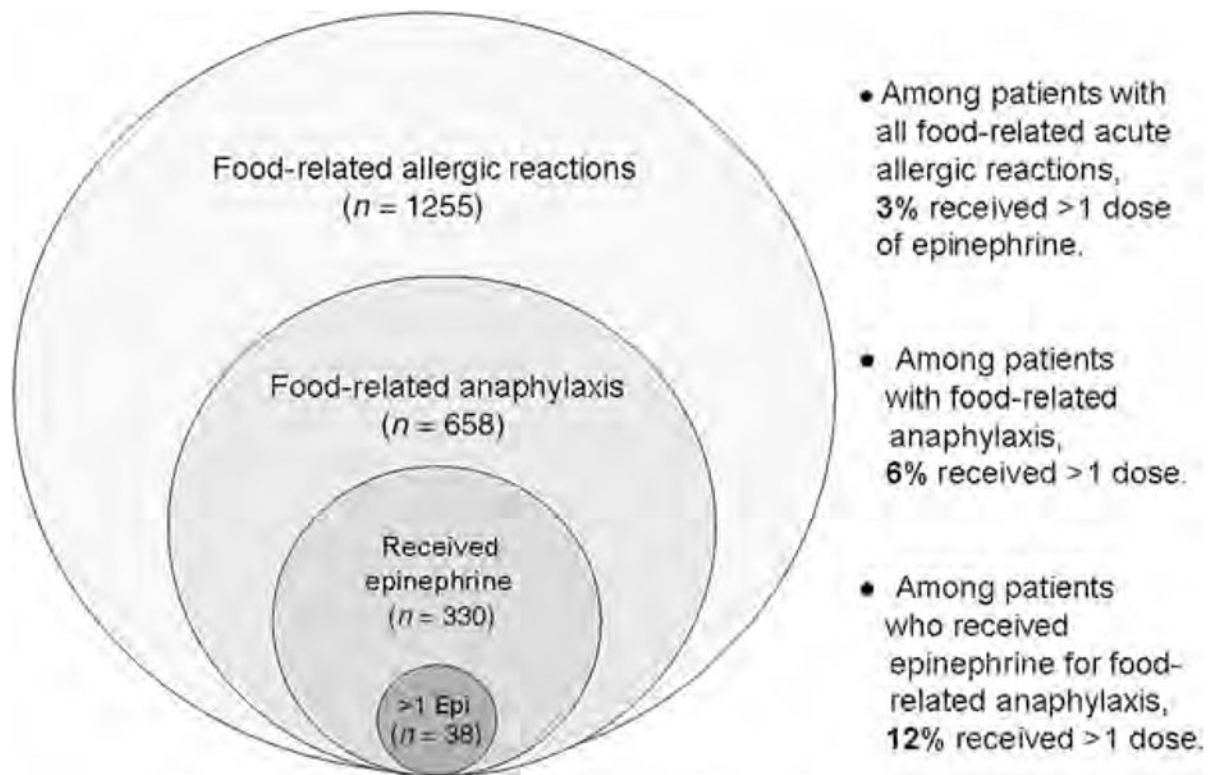 Food-related allergic reactions
(n = 1255)
Food-related anaphylaxis
(n = 658)
Received
epinephrine
(n = 330)
>1 Epi
(n = 38)
• Among patients with
all food-related acute
allergic reactions,
3% received >1 dose
of epinephrine.
• Among patients
with food-related
anaphylaxis,
6% received >1 dose.
• Among patients
who received
epinephrine for food-
related anaphylaxis,
12% received >1 dose.